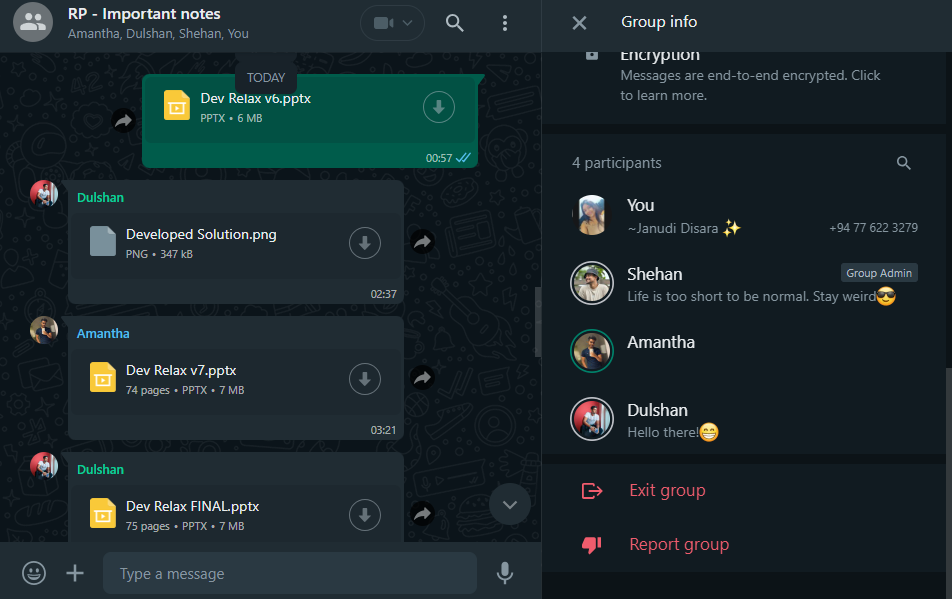 RP - Important notes
Amantha, Dulshan, Shehan, You
TODAY
Dev Relax v6.pptx
PPTX • 6 MB
00:57
Dulshan
Developed Solution.png
PNG • 347 kB
02:37
Amantha
Dev Relax v7.pptx
74 pages • PPTX • 7 MB
03:21
Dulshan
Dev Relax FINAL.pptx
75 pages • PPTX • 7 MB
Type a message
Group info
Encryption
Messages are end-to-end encrypted. Click
to learn more.
4 participants
You
~Janudi Disara ✨
+94 77 622 3279
Shehan
Group Admin
Life is too short to be normal. Stay weird😎
Amantha
Dulshan
Hello there!😁
Exit group
Report group